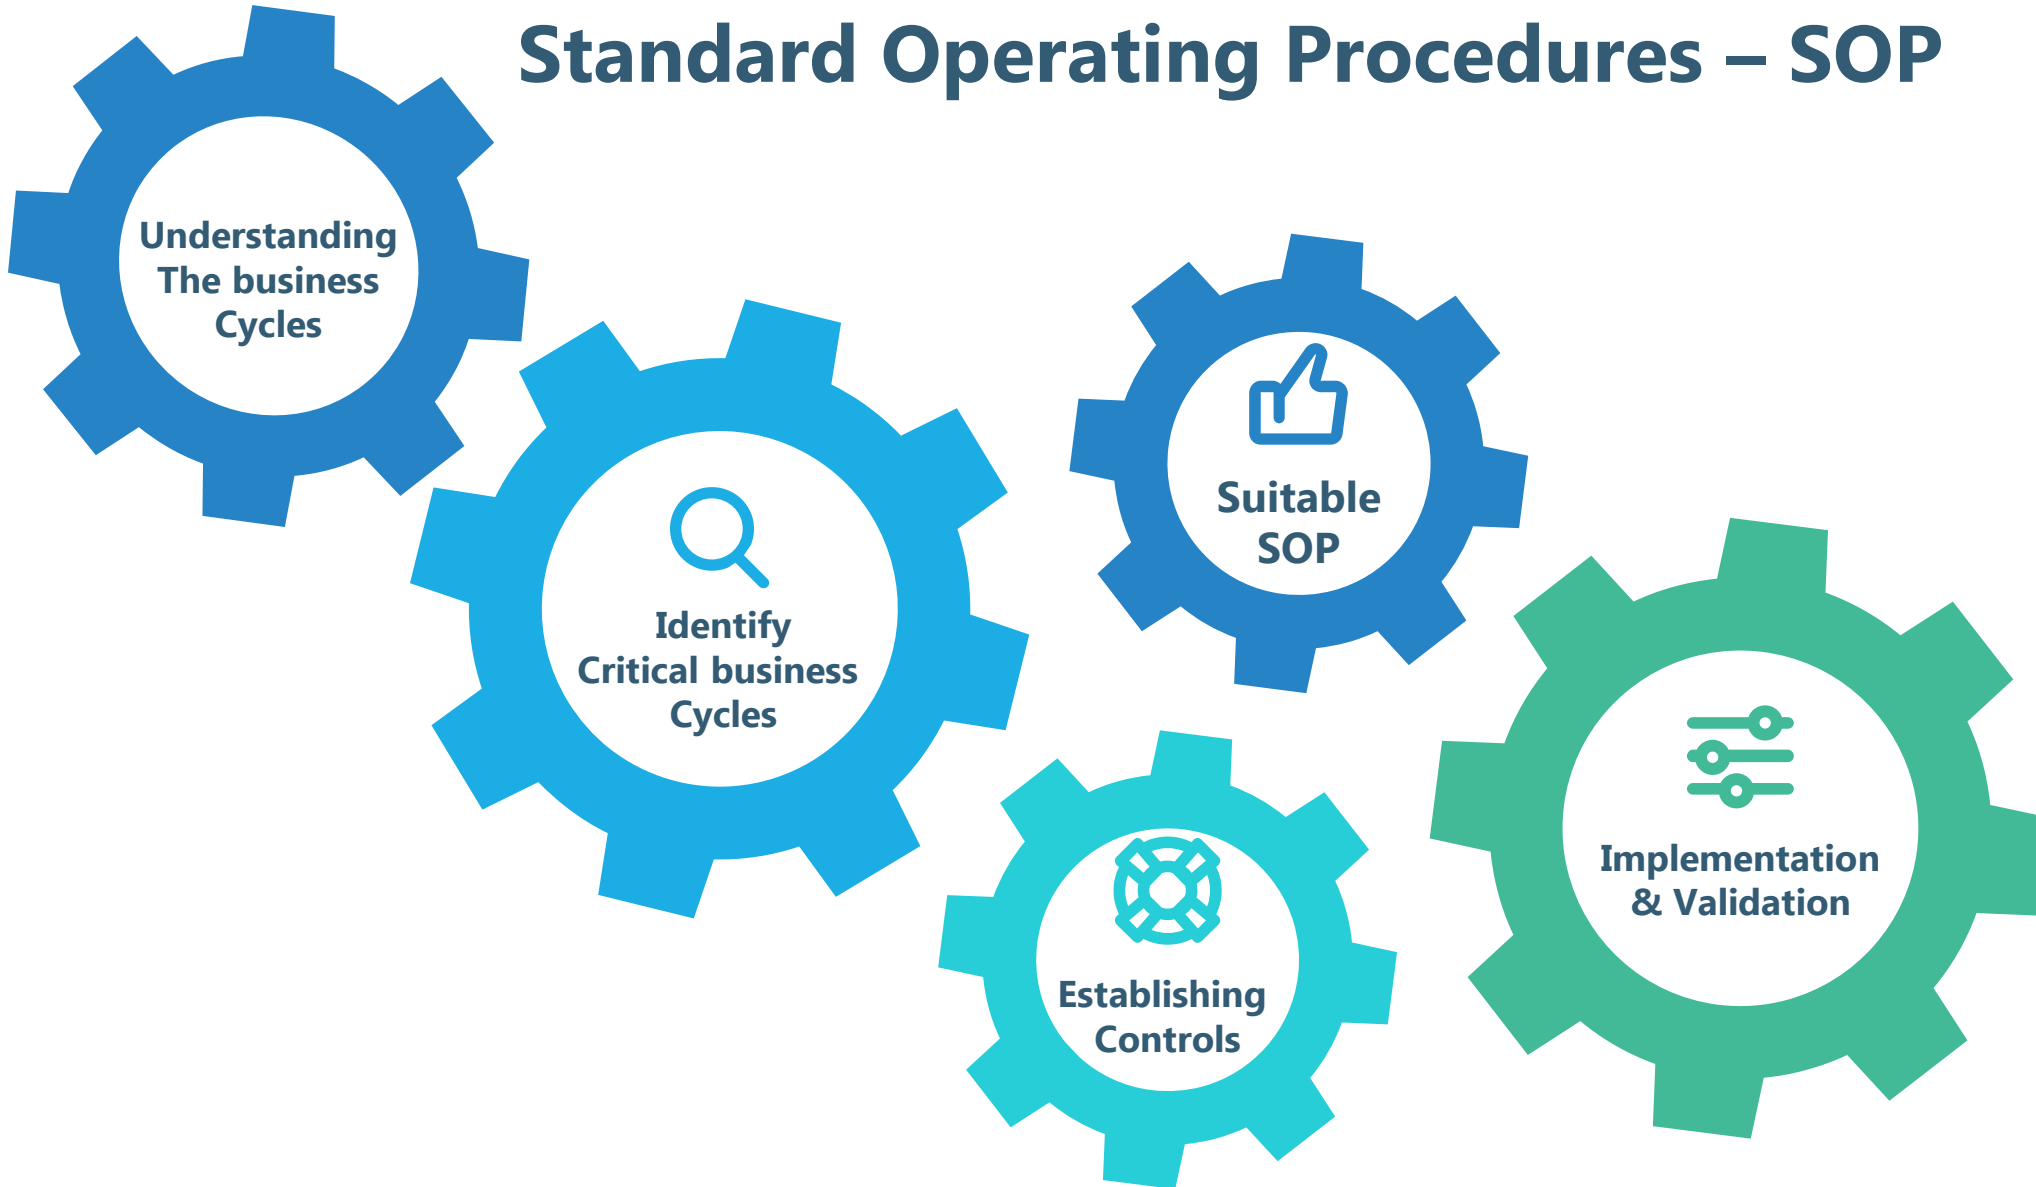 Standard Operating Procedures – SOP
Understanding
The business
Cycles
Identify
Critical business
Cycles
Suitable
SOP
Establishing
Controls
Implementation
& Validation